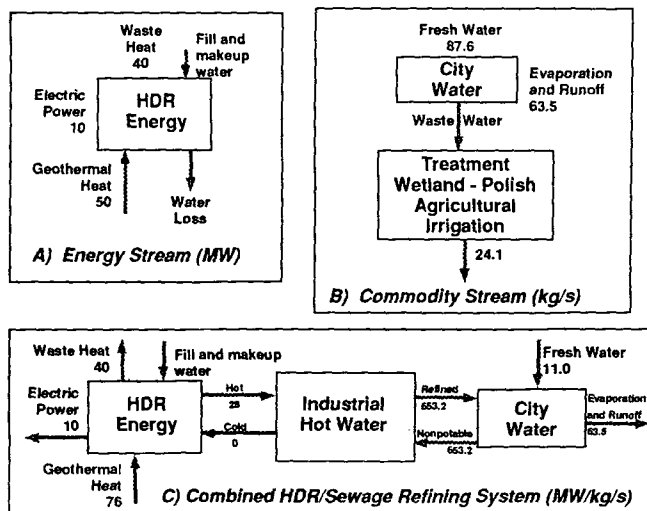 Waste
Heat
40
Fill and
makeup
water
Electric
Power
10
HDR
Energy
Geothermal
Heat
50
Water
Loss
A) Energy Stream (MW)
Fresh Water
87.6
City
Water
Evaporation
and Runoff
63.5
Waste Water
Treatment
Wetland - Polish
Agricultural
Irrigation
24.1
B) Commodity Stream (kg/s)
Waste Heat
40
Fill and makeup
water
Electric
Power
10
HDR
Energy
Geothermal
Heat
76
Hot
26
Cold
0
Industrial
Hot Water
Refined
653.2
Nonpotable
653.2
Fresh Water
11.0
City
Water
Evaporation
and Runoff
63.5
C) Combined HDR/Sewage Refining System (MW/kg/s)